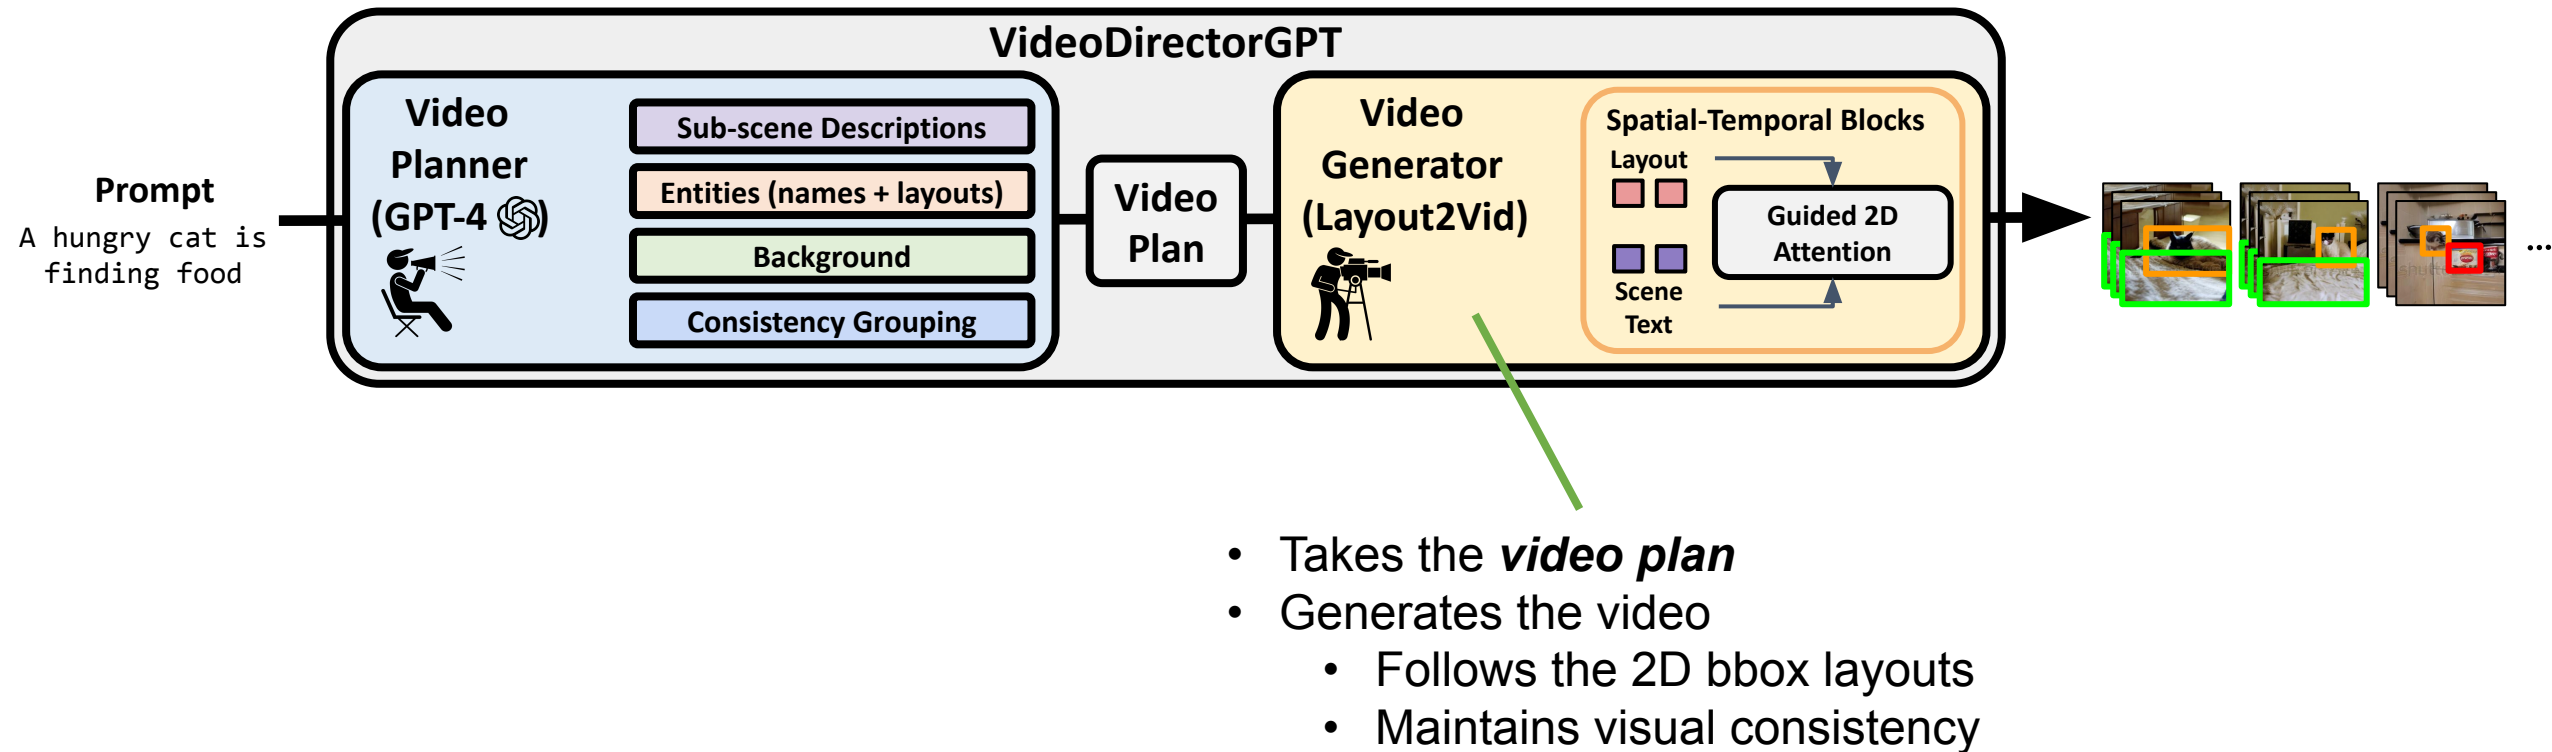 VideoDirectorGPT
Prompt
A hungry cat is
finding food
Video
Planner
(GPT-4 )
Sub-scene Descriptions
Entities (names + layouts)
Background
Consistency Grouping
Video
Plan
Video
Generator
(Layout2Vid)
Spatial-Temporal Blocks
Layout
Guided 2D
Attention
Scene
Text
...
• Takes the video plan
• Generates the video
• Follows the 2D bbox layouts
• Maintains visual consistency